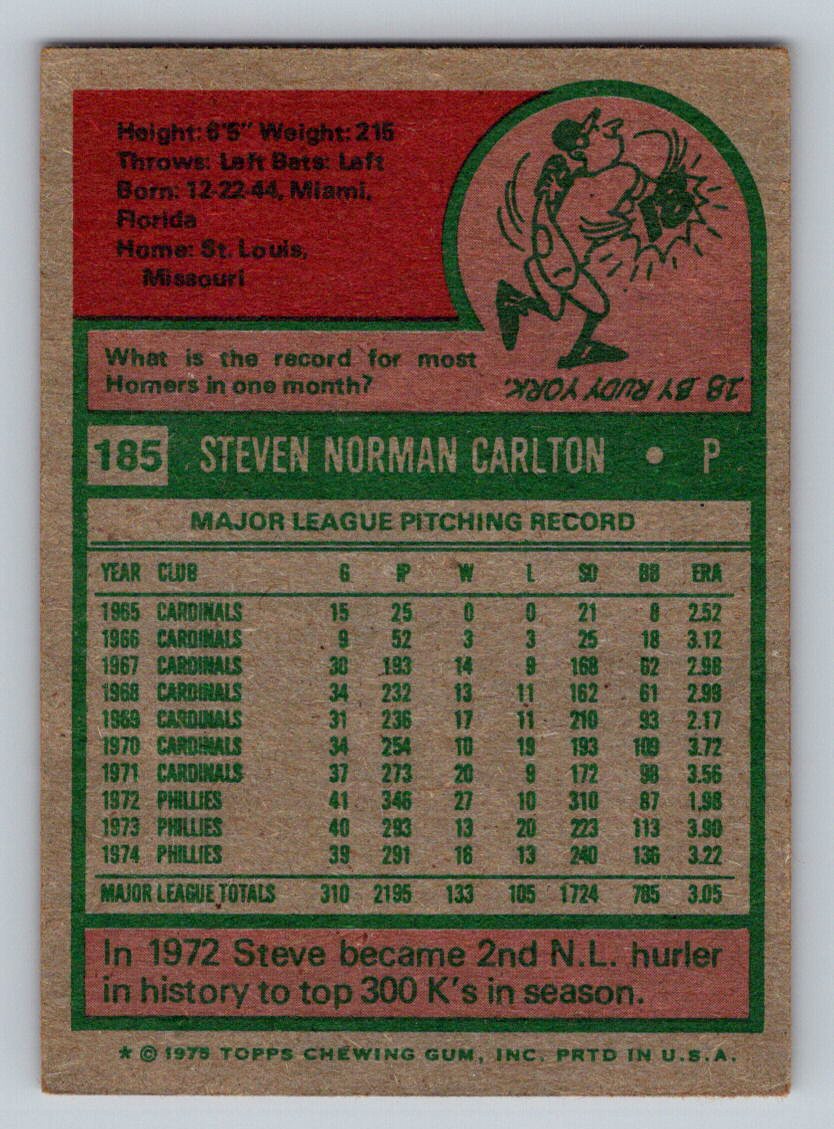 Height: 6'5" Weight: 215
Throws: Left Bats: Left
Born: 12-22-44, Miami,
Florida
Home: St. Louis,
Missouri
18
What is the record for most
Homers in one month?
18 BY RUDY YORK.
185 STEVEN NORMAN CARLTON • P
MAJOR LEAGUE PITCHING RECORD
YEAR CLUB G IP W L SO BB ERA
1965 CARDINALS 15 25 0 0 21 8 2.52
1966 CARDINALS 9 52 3 3 25 18 3.12
1967 CARDINALS 30 193 14 9 168 62 2.98
1968 CARDINALS 34 232 13 11 162 61 2.99
1969 CARDINALS 31 236 17 11 210 93 2.17
1970 CARDINALS 34 254 10 19 193 109 3.72
1971 CARDINALS 37 273 20 9 172 98 3.56
1972 PHILLIES 41 346 27 10 310 87 1.98
1973 PHILLIES 40 293 13 20 223 113 3.90
1974 PHILLIES 39 291 16 13 240 136 3.22
MAJOR LEAGUE TOTALS 310 2195 133 105 1724 785 3.05
In 1972 Steve became 2nd N.L. hurler
in history to top 300 K's in season.
* © 1975 TOPPS CHEWING GUM, INC. PRTD IN U.S.A.